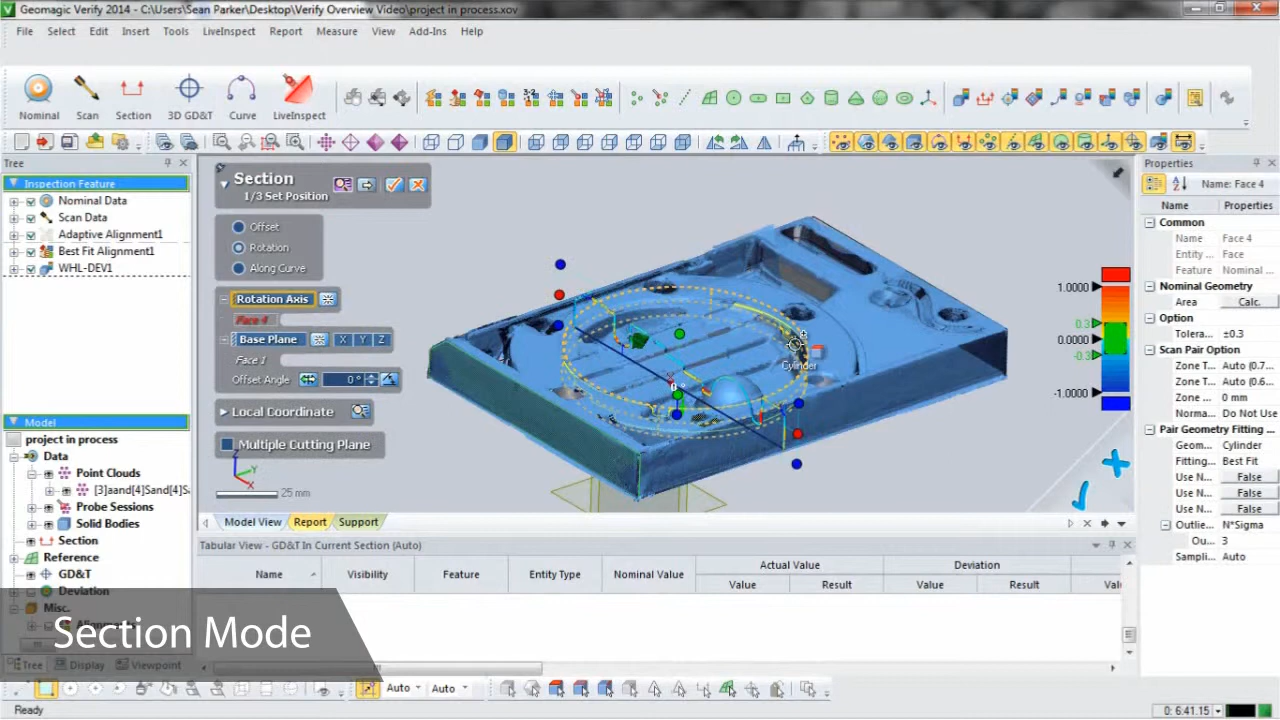 Geomagic Verify 2014 - C:\Users\Sean Parker\Desktop\Verify Overview Video\project in process.xov
File Select Edit Insert Tools LiveInspect Report Measure View Add-Ins Help
Nominal Scan Section 3D GD&T Curve LiveInspect
Tree
Inspection Feature
Nominal Data
Scan Data
Adaptive Alignment1
Best Fit Alignment1
WHL-DEV1
Model
project in process
Data
Point Clouds
[3]aand[4]Sand[4]S
Probe Sessions
Solid Bodies
Section
Reference
GD&T
Deviation
Misc.
Section Mode
Tree Display Viewpoint
Section
1/3 Set Position
Offset
Rotation
Along Curve
Rotation Axis
Face 4
Base Plane X Y Z
Face 1
Offset Angle 0 °
Local Coordinate
Multiple Cutting Plane
Z
Y
X
25 mm
Cylinder
1.0000
0.3
0.0000
-0.3
-1.0000
Model View Report Support
Tabular View - GD&T In Current Section (Auto)
Name Visibility Feature Entity Type Nominal Value Actual Value Deviation
Value Result Value Result
Properties
Name: Face 4
Name Properties
Common
Name Face 4
Entity ... Face
Feature Nominal ...
Nominal Geometry
Area Calc.
Option
Tolera... ±0.3
Scan Pair Option
Zone T... Auto (0.7...
Zone T... Auto (0.6...
Zone ... 0 mm
Norma... Do Not Use
Pair Geometry Fitting ...
Geom... Cylinder
Fitting... Best Fit
Use N... False
Use N... False
Use N... False
Outlie... N*Sigma
Ou... 3
Sampli... Auto
Auto Auto
Ready
0: 6.41.15